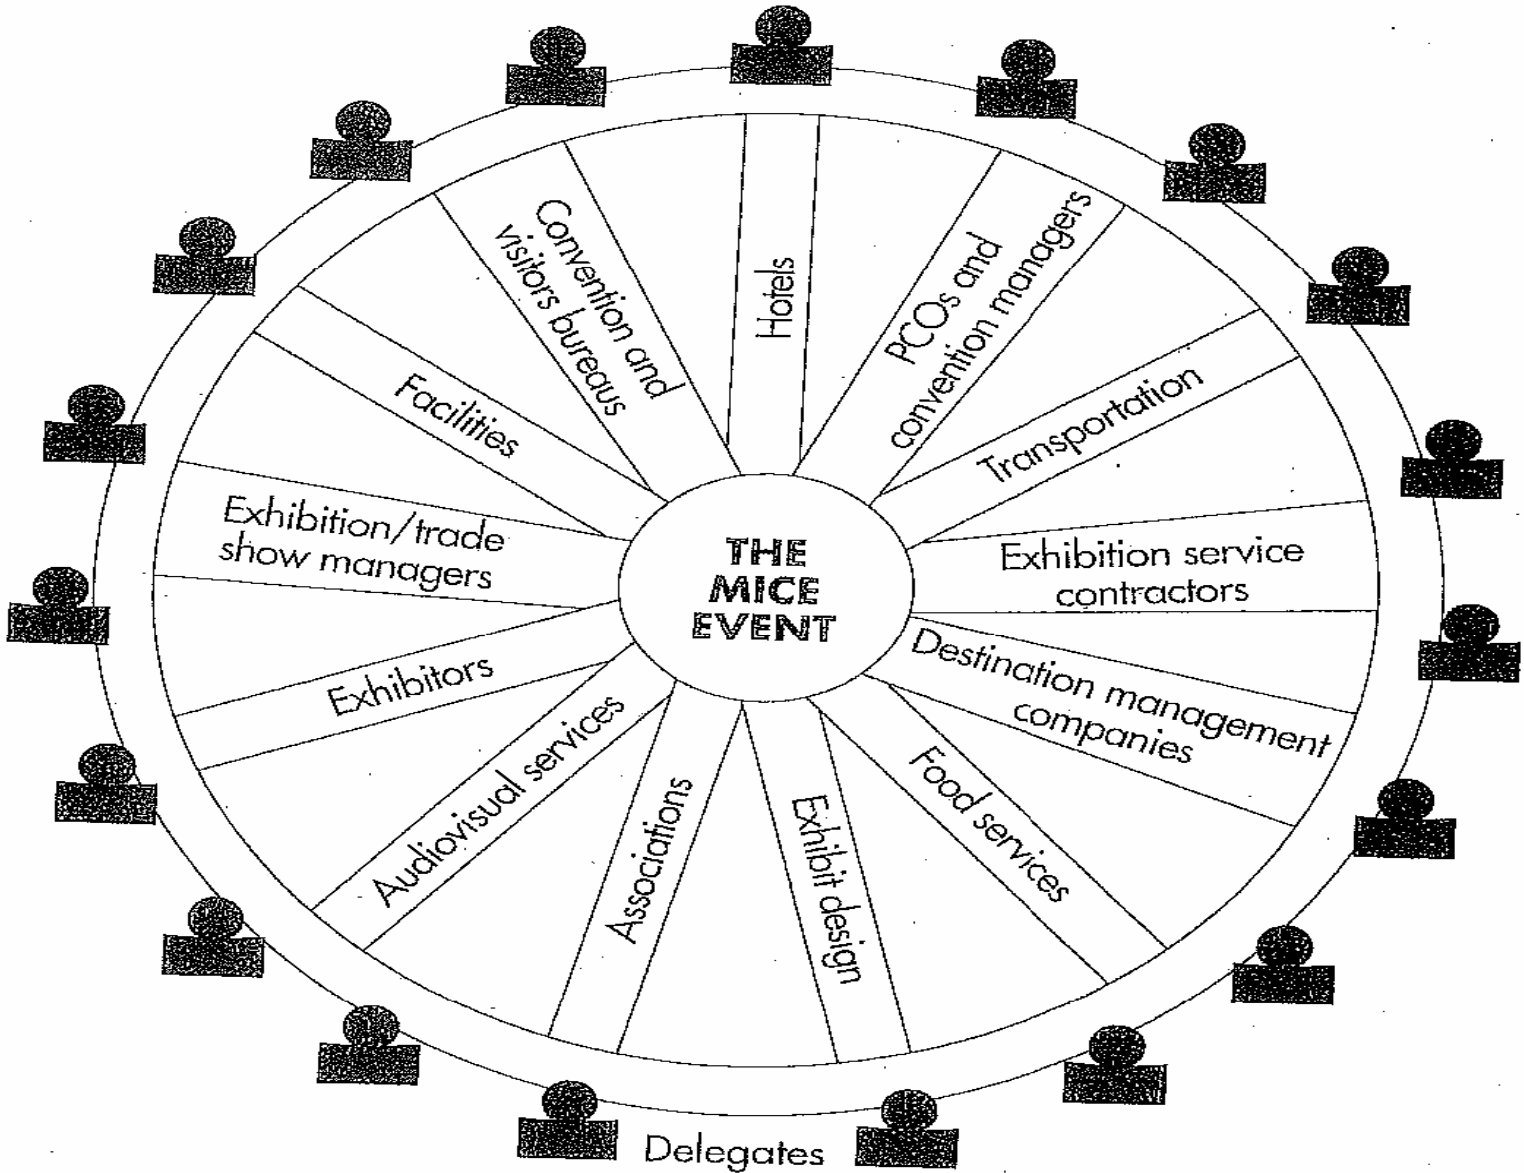 Hotels
PCOs and
convention managers
Transportation
Exhibition service
contractors
Destination management
companies
Food services
Exhibit design
Associations
Audiovisual services
Exhibitors
Exhibition/trade
show managers
Facilities
Convention and
visitors bureaus
THE
MICE
EVENT
Delegates